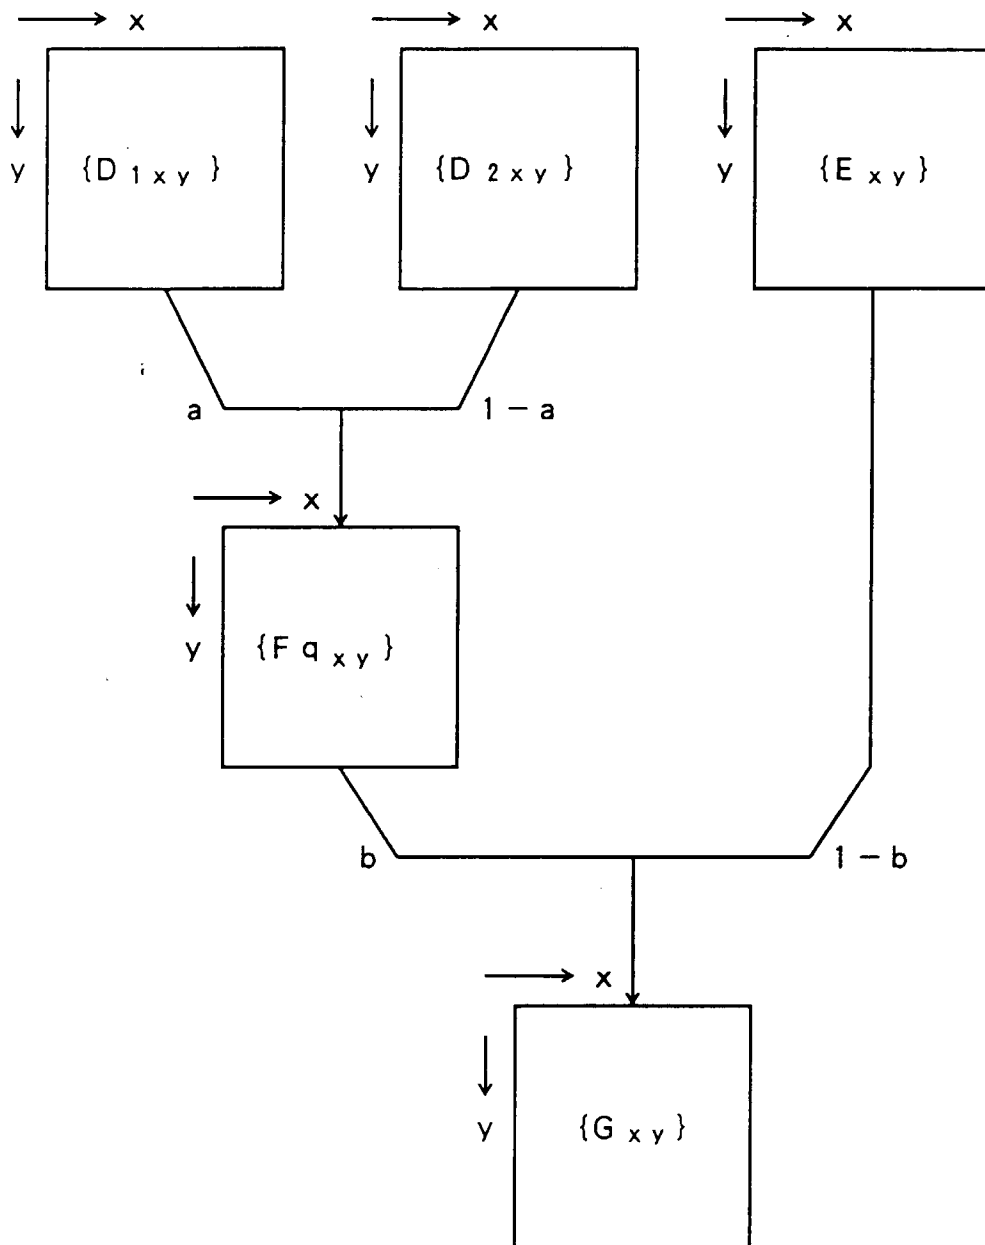 x x x
y {D 1 x y } y {D 2 x y } y {E x y }
a 1 - a
x
y {F q x y }
b 1 - b
x
y {G x y }